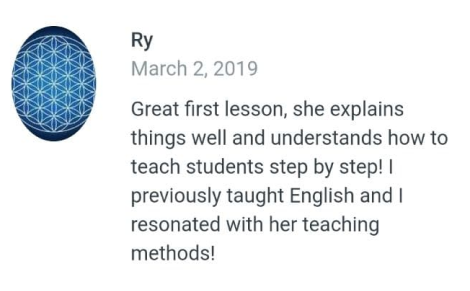 Ry
March 2, 2019
Great first lesson, she explains
things well and understands how to
teach students step by step! I
previously taught English and I
resonated with her teaching
methods!